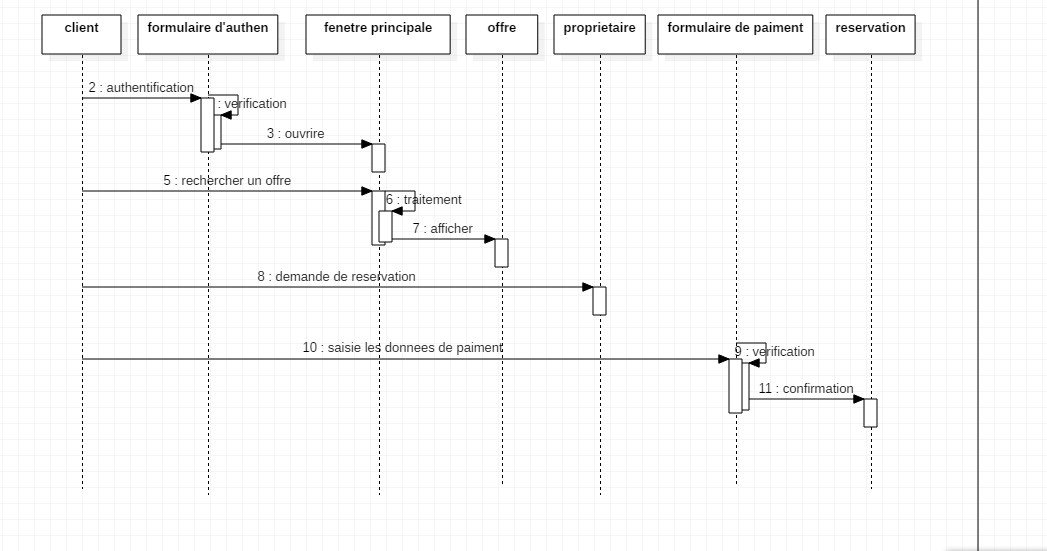 client
formulaire d'authen
fenetre principale
offre
proprietaire
formulaire de paiment
reservation
2 : authentification
: verification
3 : ouvrire
5 : rechercher un offre
6 : traitement
7 : afficher
8 : demande de reservation
10 : saisie les donnees de paiment
9 : verification
11 : confirmation